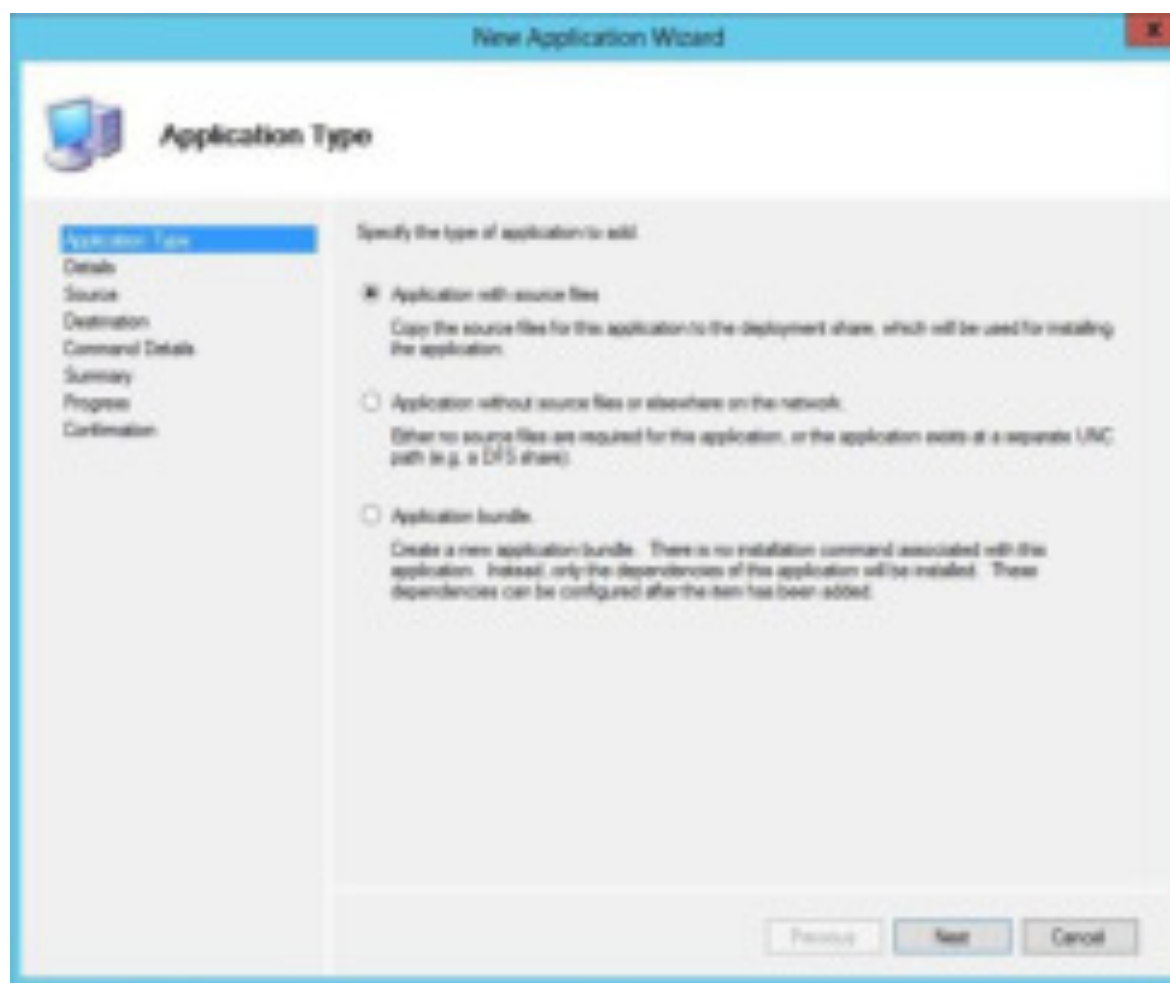 New Application Wizard
x
Application Type
Application Type
Details
Source
Destination
Command Details
Summary
Progress
Confirmation
Specify the type of application to add.
Application with source files
Copy the source files for this application to the deployment share, which will be used for installing
the application.
Application without source files or elsewhere on the network.
Either no source files are required for this application, or the application exists at a separate UNC
path (e.g. a DFS share).
Application bundle.
Create a new application bundle. There is no installation command associated with this
application. Instead, only the dependencies of this application will be installed. These
dependencies can be configured after the item has been added.
Previous Next Cancel